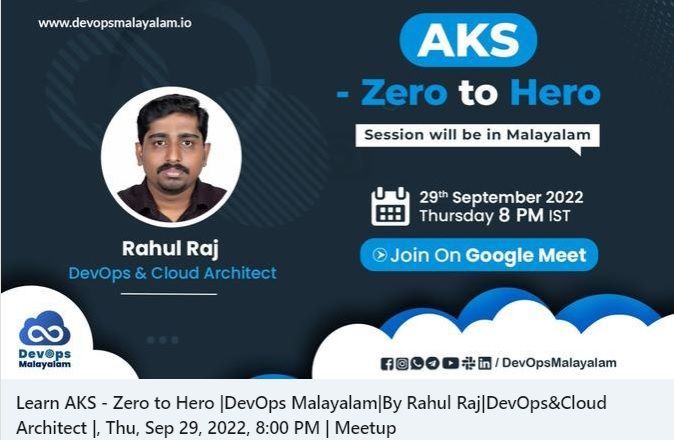 www.devopsmalayalam.io
AKS
- Zero to Hero
Session will be in Malayalam
29th September 2022
Thursday 8 PM IST
Join On Google Meet
Rahul Raj
DevOps & Cloud Architect
DevOps
Malayalam
/ DevOpsMalayalam
Learn AKS - Zero to Hero |DevOps Malayalam|By Rahul Raj|DevOps&Cloud
Architect |, Thu, Sep 29, 2022, 8:00 PM | Meetup